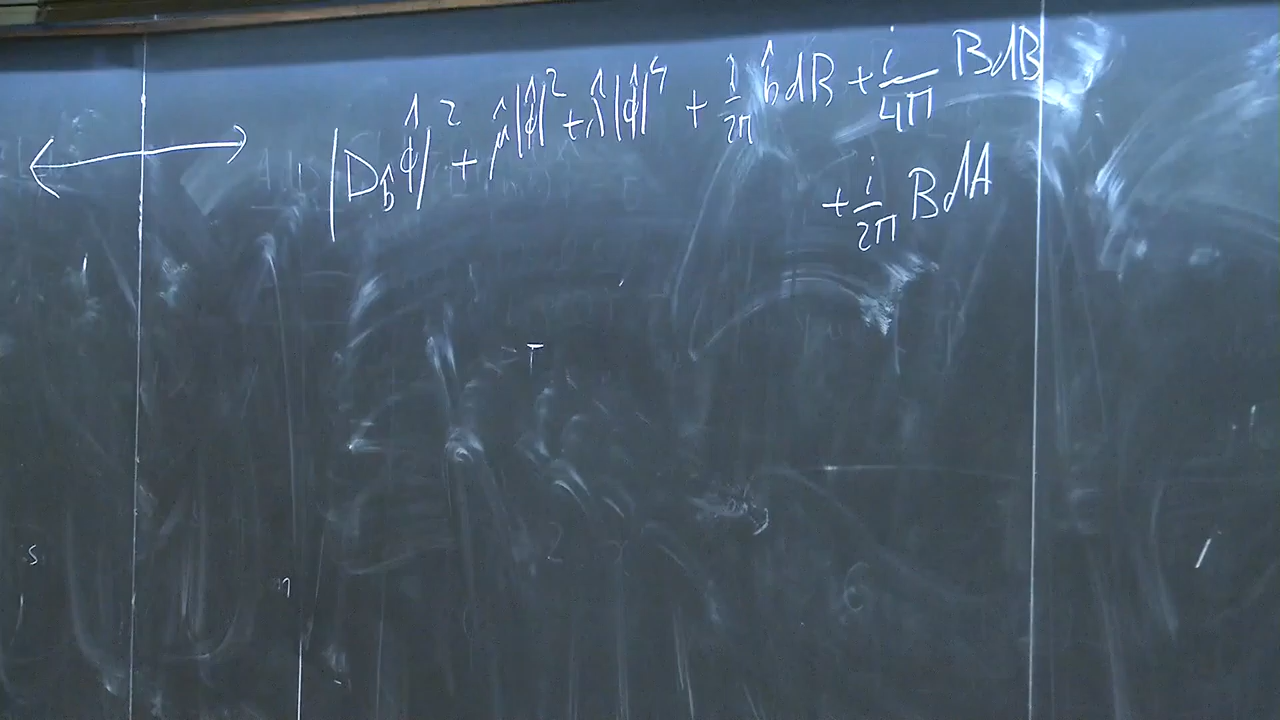 ⟷ |D_b̂ φ̂|² + μ̂|φ̂|² + λ̂|φ̂|⁴ + i/2π b̂dB + i/4π BdB
+ i/2π BdA